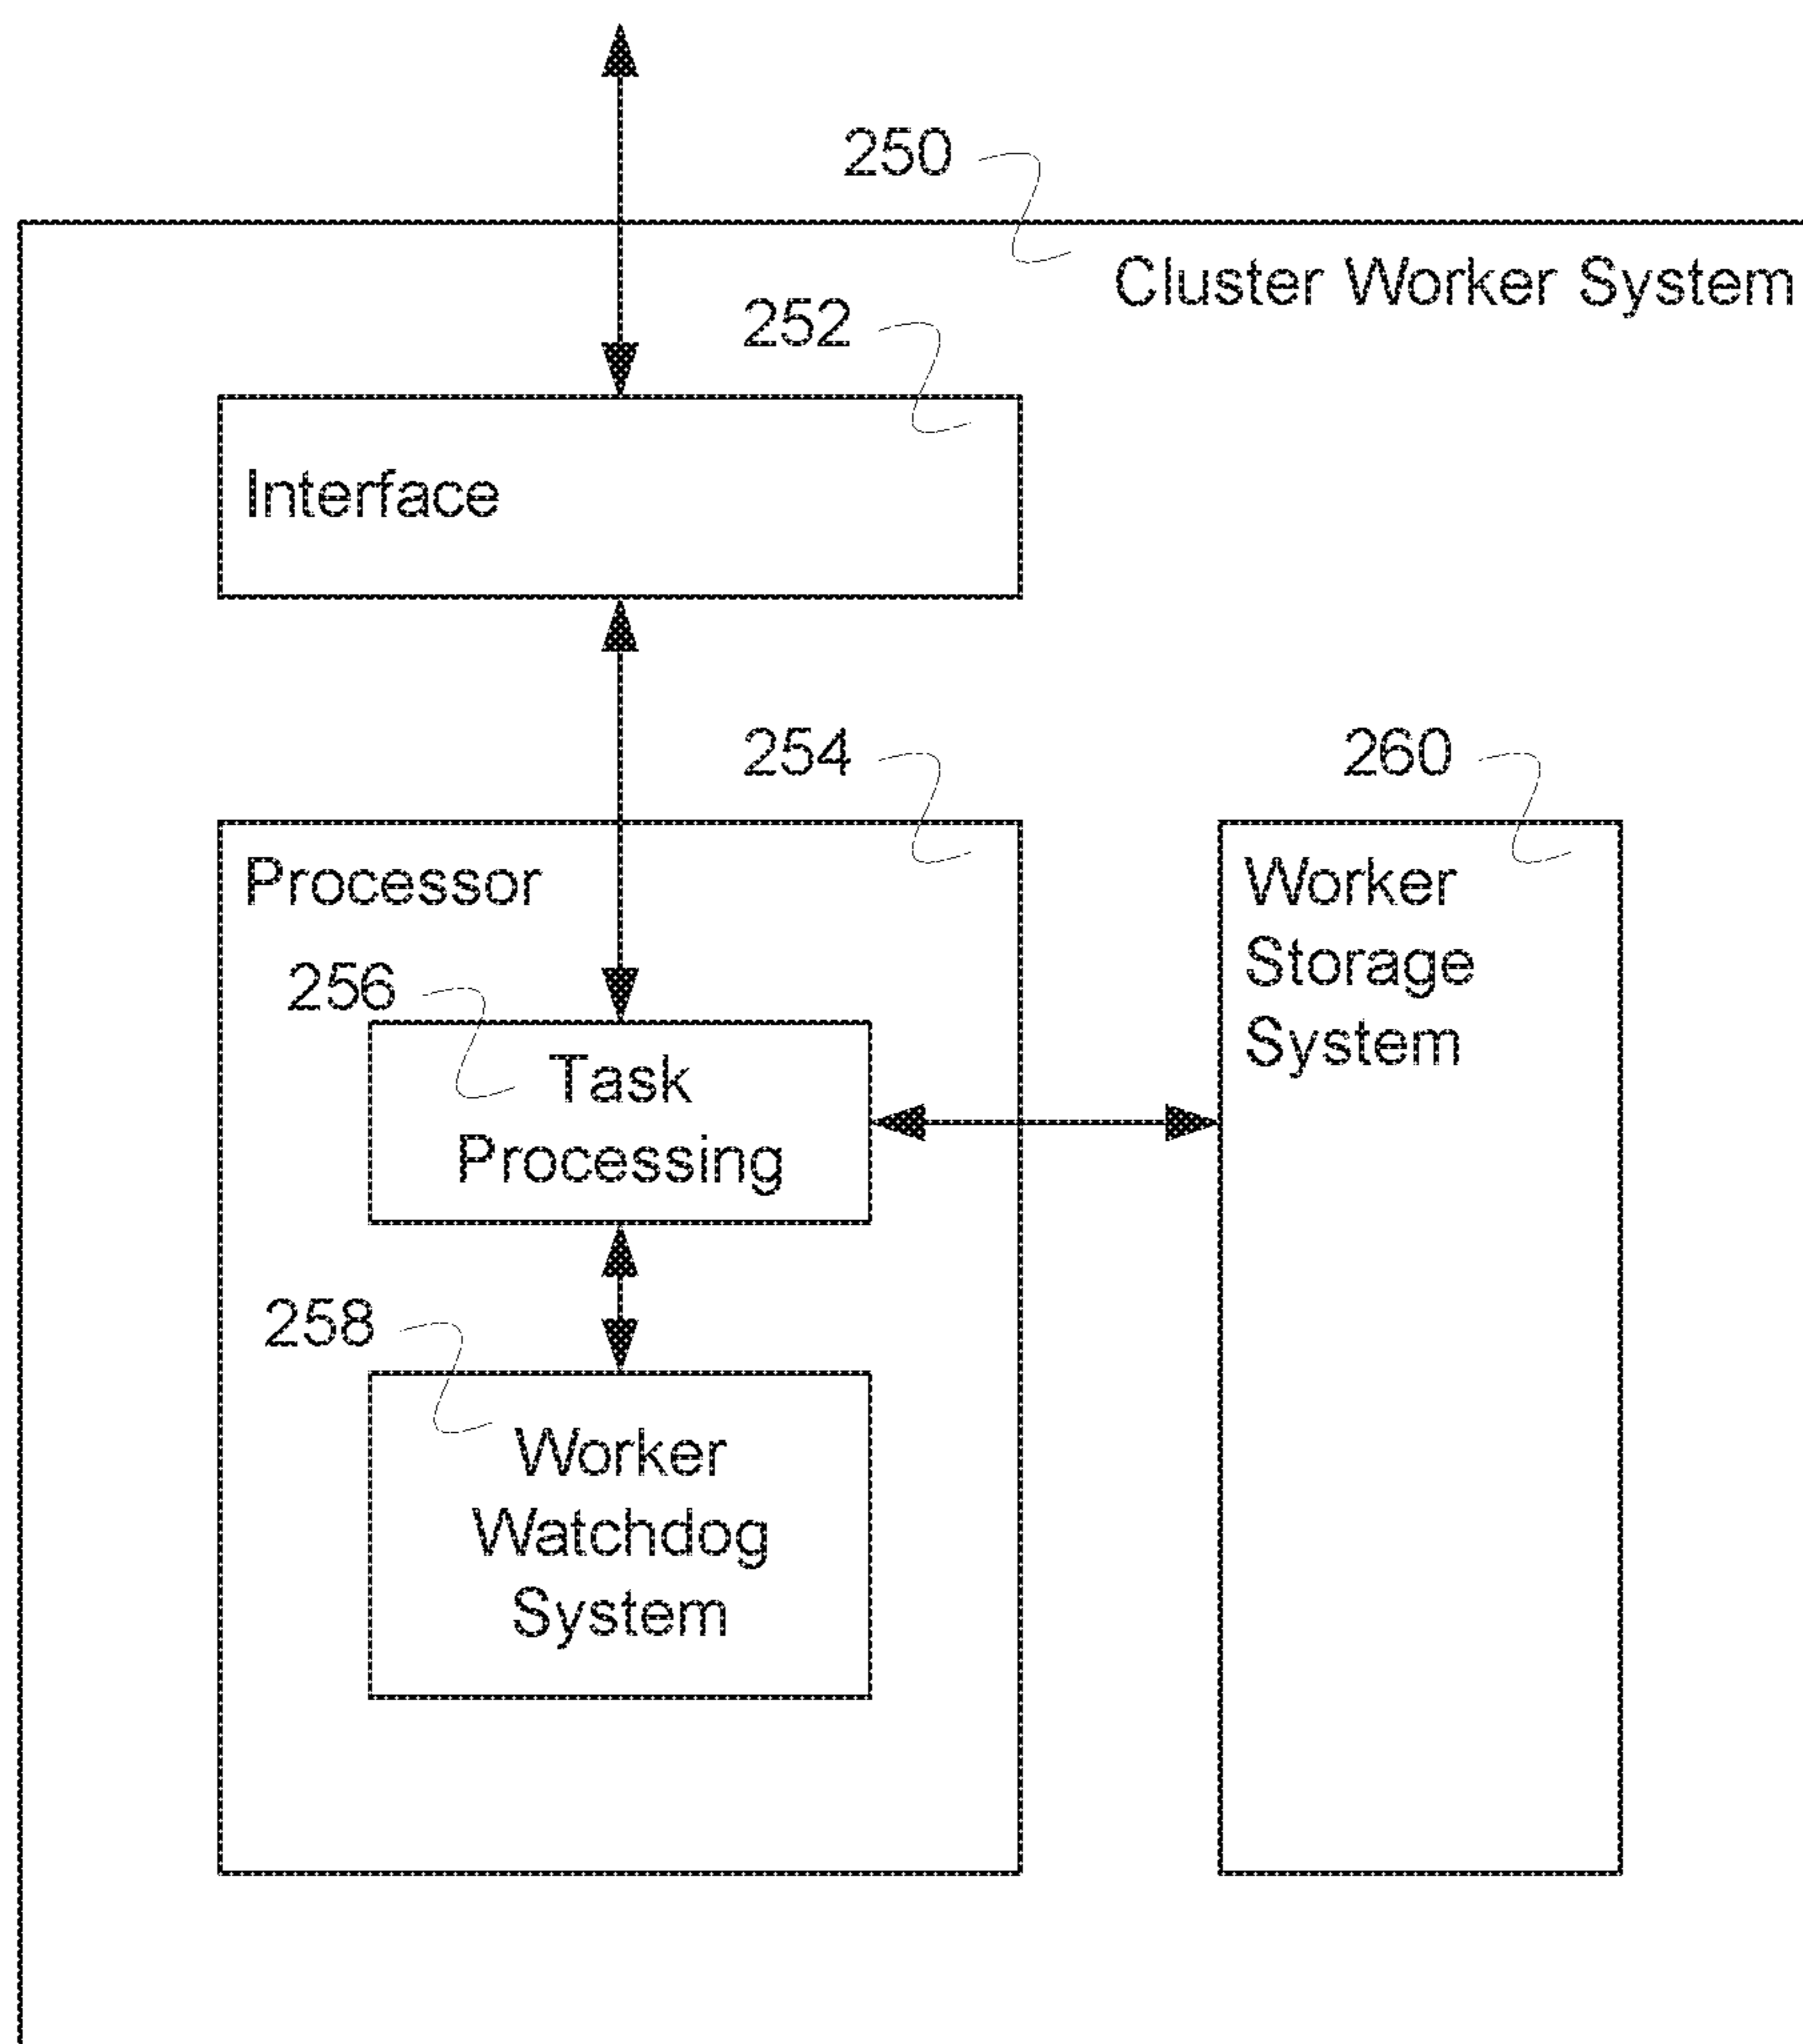 250
Cluster Worker System
252
Interface
254
260
Processor
Worker
Storage
System
256
Task
Processing
258
Worker
Watchdog
System